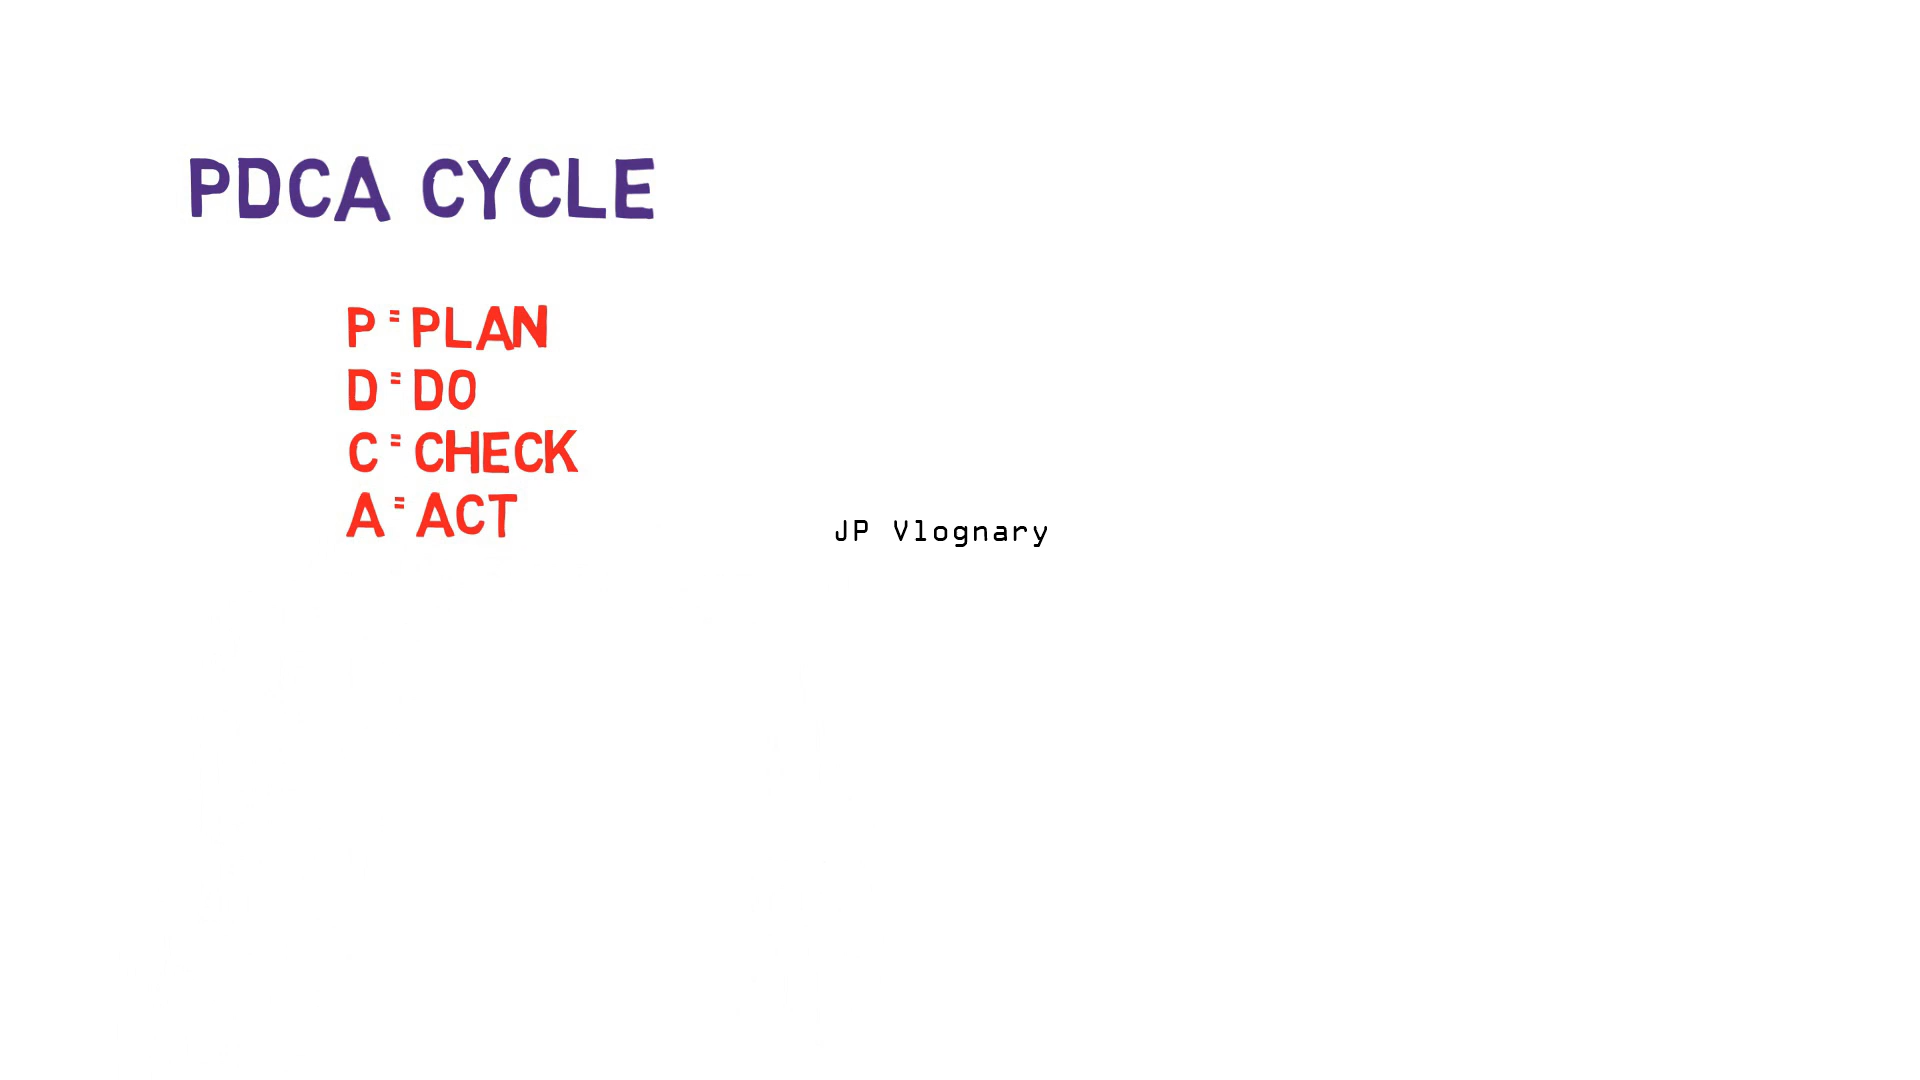 PDCA CYCLE
P = PLAN
D = DO
C = CHECK
A = ACT
JP Vlognary